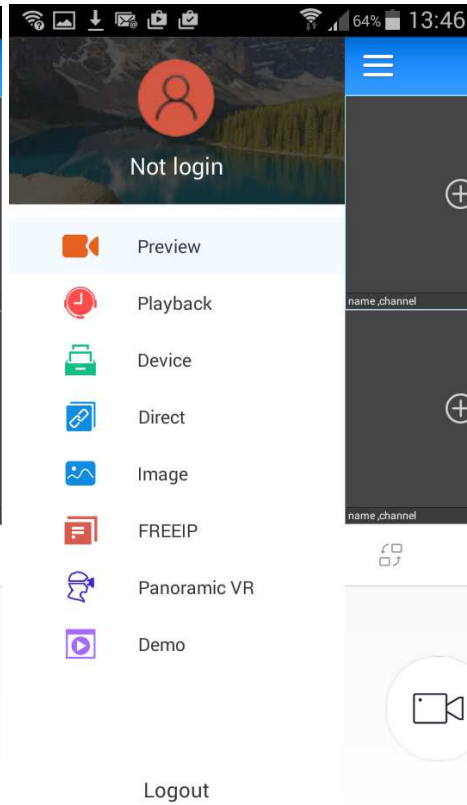 64% 13:46
Not login
Preview
Playback
Device
Direct
Image
FREEIP
Panoramic VR
Demo
Logout
name ,channel
name ,channel